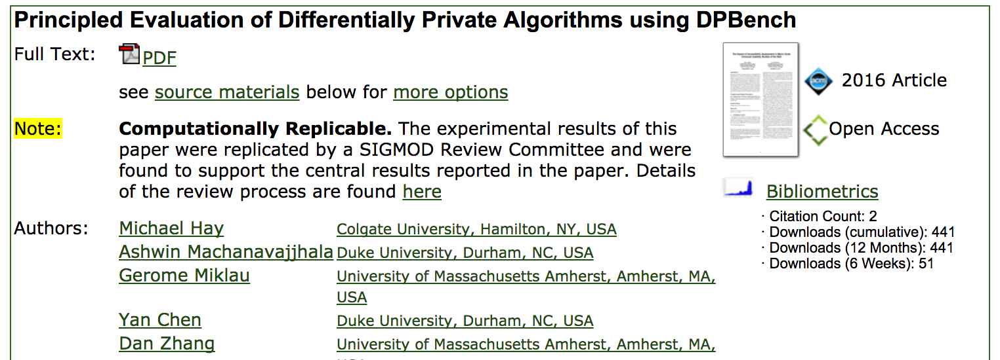 Principled Evaluation of Differentially Private Algorithms using DPBench
Full Text: PDF
see source materials below for more options
2016 Article
Note: Computationally Replicable. The experimental results of this
paper were replicated by a SIGMOD Review Committee and were
found to support the central results reported in the paper. Details
of the review process are found here
Open Access
Bibliometrics
· Citation Count: 2
· Downloads (cumulative): 441
· Downloads (12 Months): 441
· Downloads (6 Weeks): 51
Authors: Michael Hay Colgate University, Hamilton, NY, USA
Ashwin Machanavajjhala Duke University, Durham, NC, USA
Gerome Miklau University of Massachusetts Amherst, Amherst, MA,
USA
Yan Chen Duke University, Durham, NC, USA
Dan Zhang University of Massachusetts Amherst, Amherst, MA,